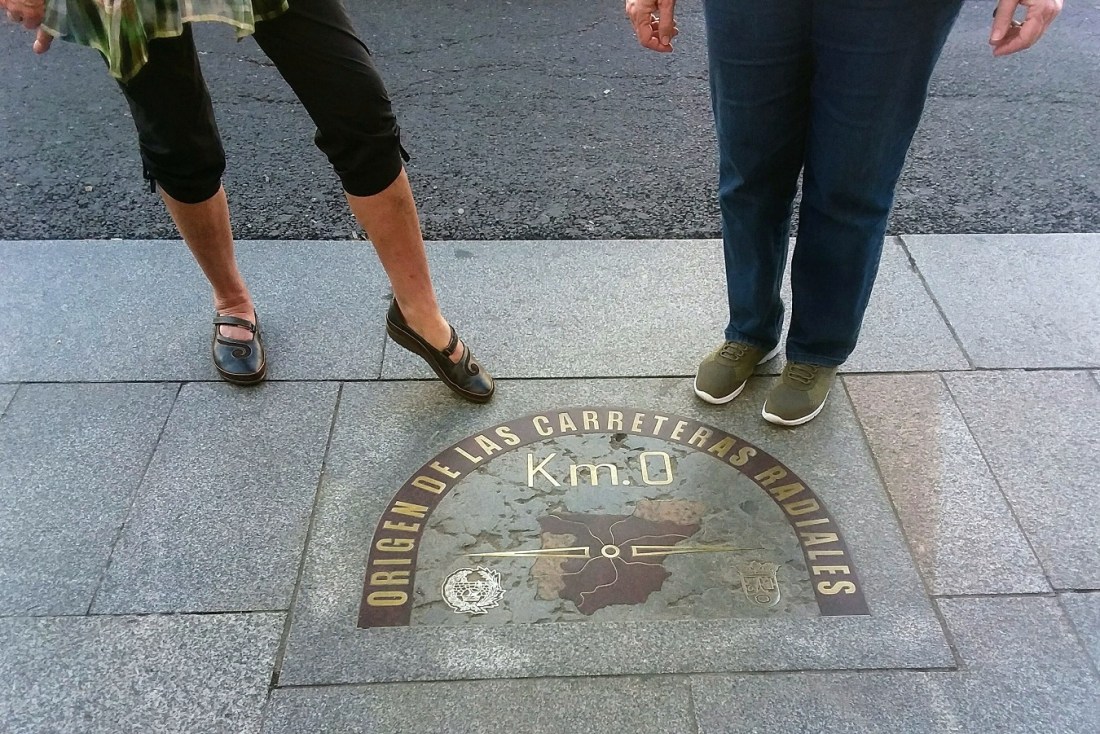 ORIGEN DE LAS CARRETERAS RADIALES
Km.0